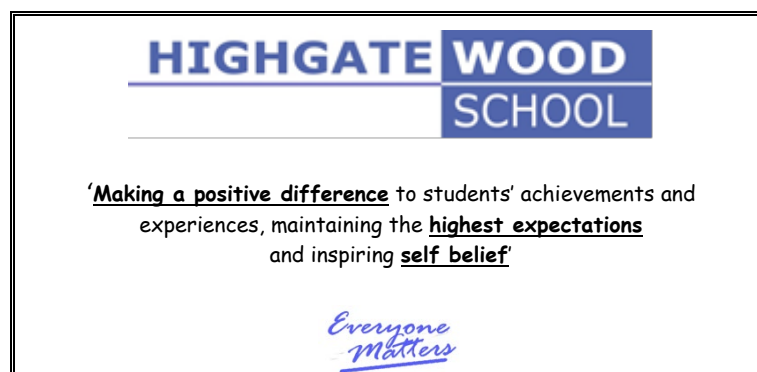 HIGHGATE WOOD
SCHOOL
‘Making a positive difference to students’ achievements and
experiences, maintaining the highest expectations
and inspiring self belief’
Everyone
Matters